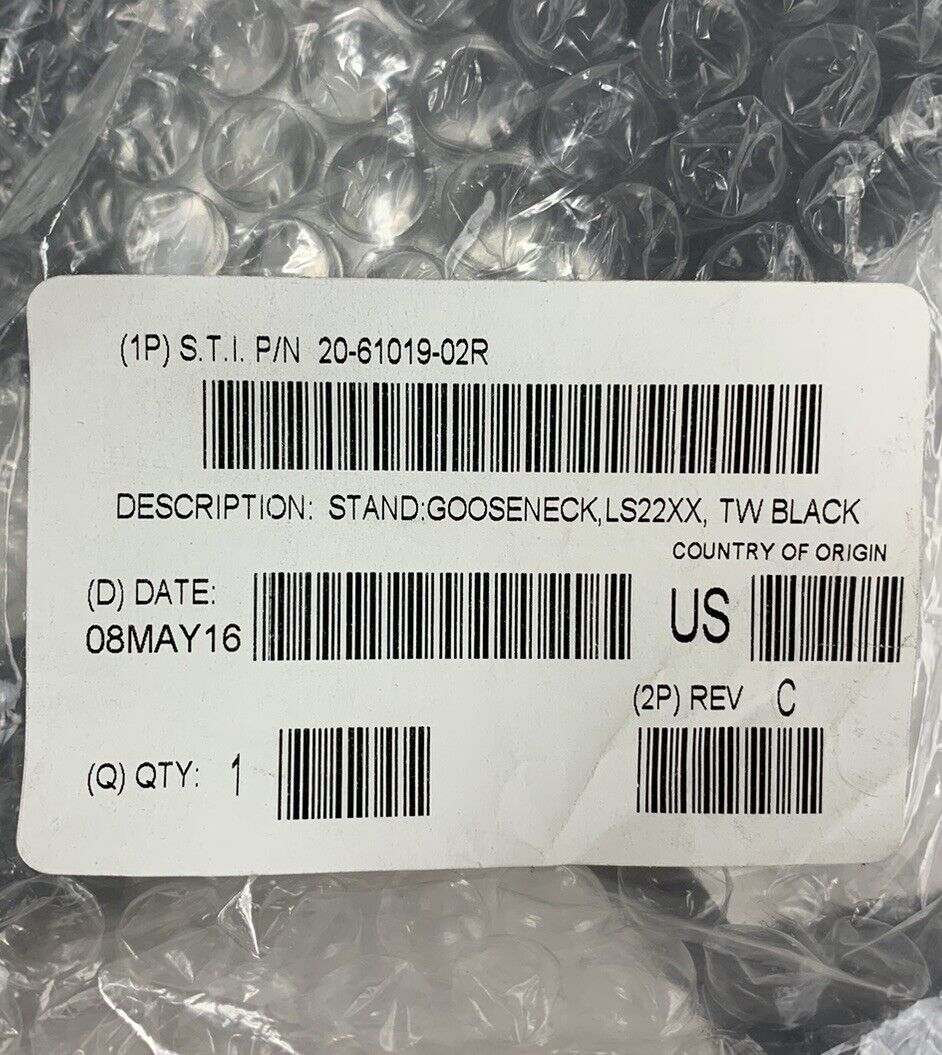 (1P) S.T.I. P/N 20-61019-02R
DESCRIPTION: STAND:GOOSENECK,LS22XX, TW BLACK
COUNTRY OF ORIGIN
(D) DATE:
08MAY16
US
(2P) REV C
(Q) QTY: 1